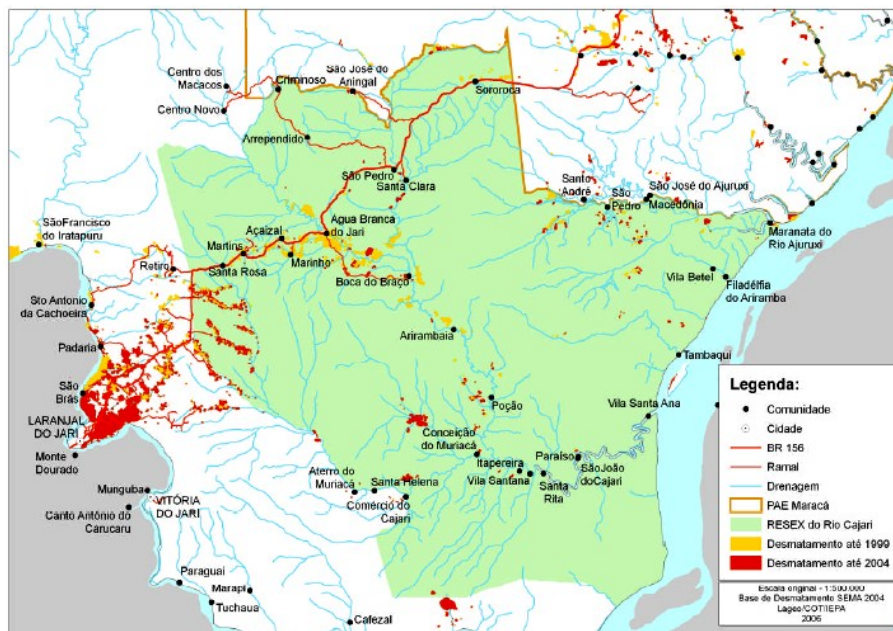 Centro dos
Macacos
Centro Novo
Criminoso
São José do
Aningal
Sororoca
Arrependido
São Pedro
Santa Clara
Santo
André
São
Pedro
São José do Ajuruxi
Macedônia
Maranata do
Rio Ajuruxi
SãoFrancisco
do Iratapuru
Retiro
Martins
Santa Rosa
Açaizal
Marinho
Agua Branca
do Jari
Boca do Braço
Vila Betel
Filadélfia
do Ariramba
Sto Antonio
da Cachoeira
Padaria
São
Brás
LARANJAL
DO JARI
Monte
Dourado
Arirambaia
Tambaqui
Poção
Vila Santa Ana
Conceição
do Muriacá
Itapereira
Vila Santana
Santa
Rita
Paraíso
SãoJoão
doCajari
Aterro do
Muriacá
Santa Helena
Comércio do
Cajari
Munguba
Canto Antônio do
Carucaru
VITÓRIA
DO JARI
Paraguai
Marapi
Tuchaua
Cafezal
Legenda:
Comunidade
Cidade
BR 156
Ramal
Drenagem
PAE Maracá
RESEX do Rio Cajari
Desmatamento até 1999
Desmatamento até 2004
Escala original - 1:500.000
Base de Desmatamento SEMA 2004
Lageo/COT/IEPA
2006